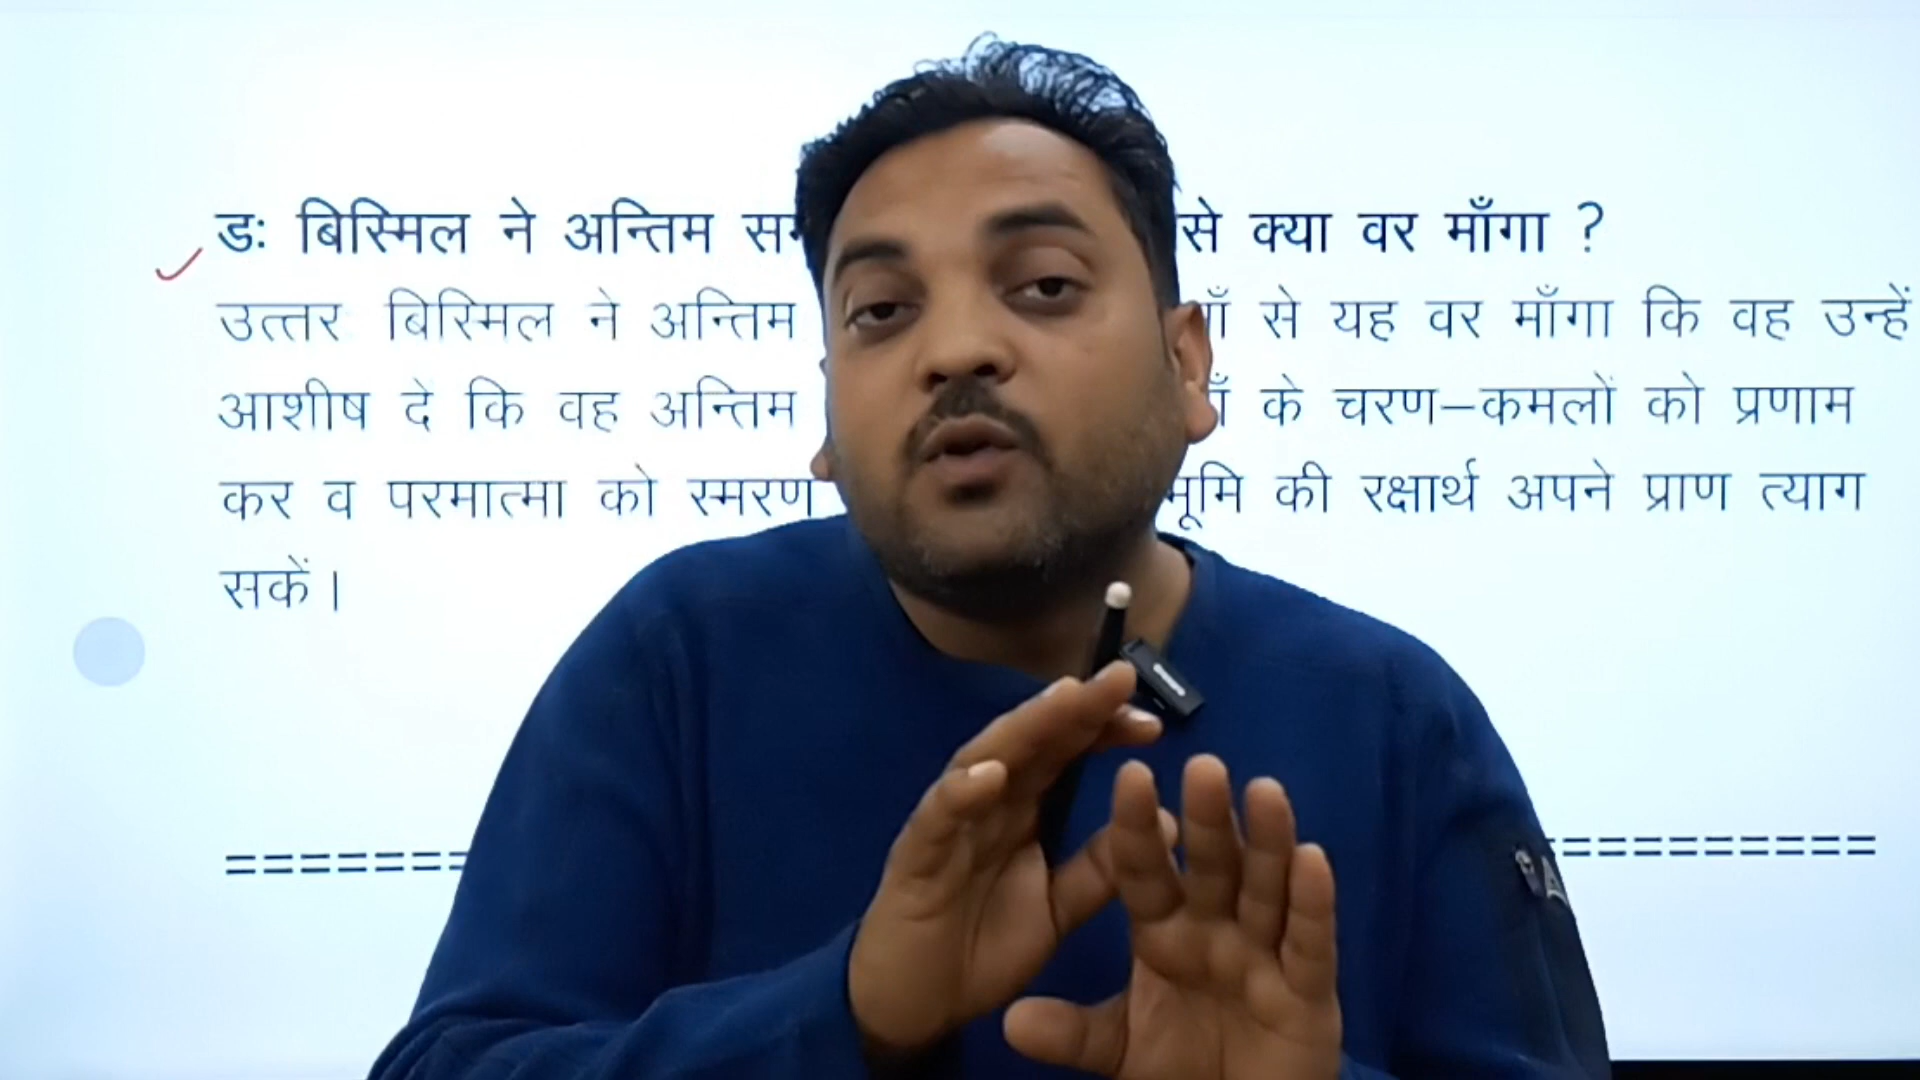 डः बिस्मिल ने अन्तिम से क्या वर माँगा ?
उत्तर बिस्मिल ने अन्तिम से यह वर माँगा कि वह उन्हें
आशीष दे कि वह अन्तिम के चरण–कमलों को प्रणाम
कर व परमात्मा को स्मरण की रक्षार्थ अपने प्राण त्याग
सकें।
====================